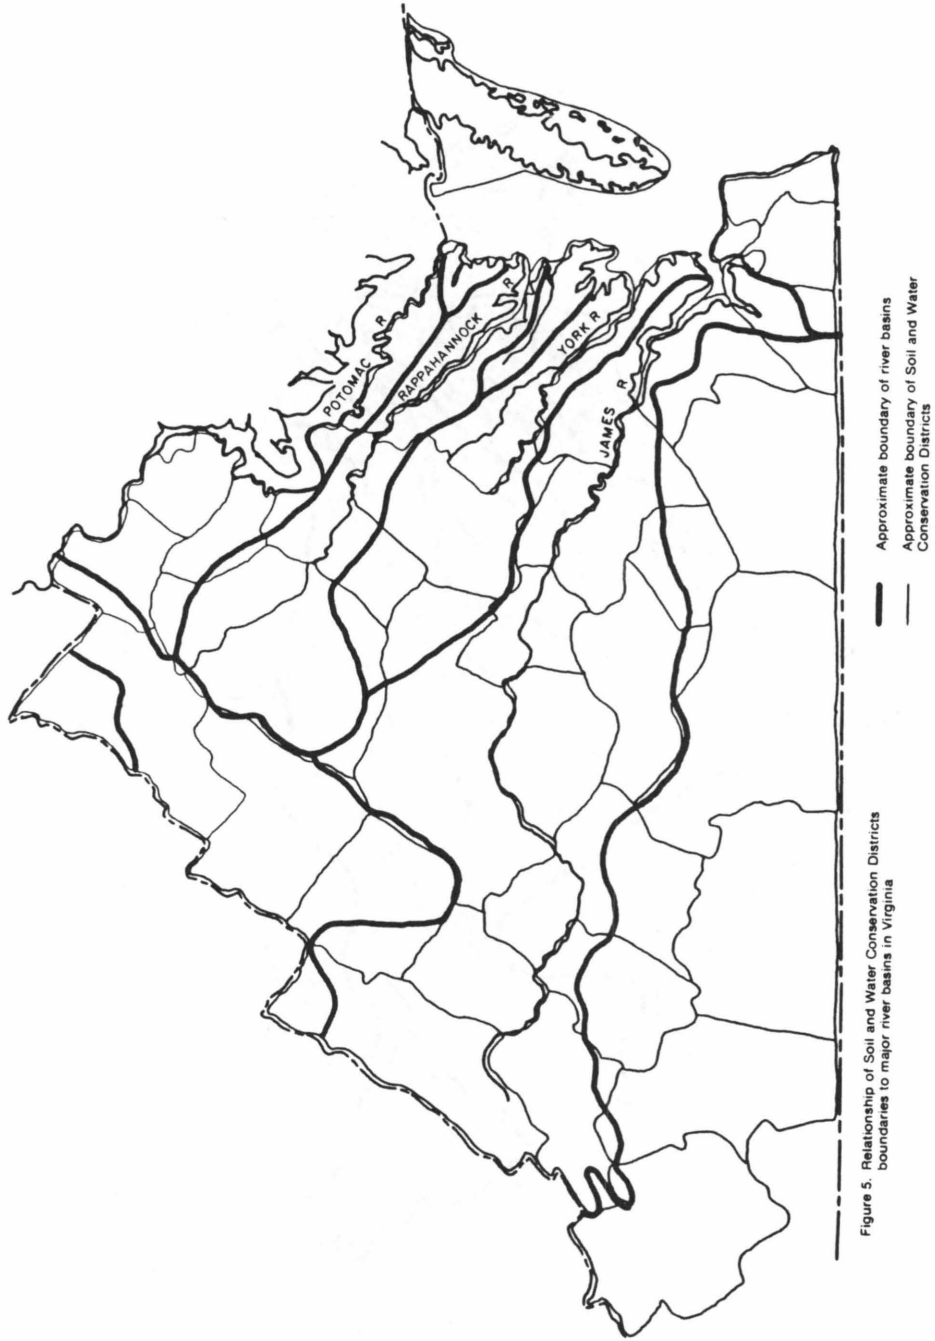 POTOMAC R
RAPPAHANNOCK R
YORK R
JAMES R
Approximate boundary of river basins
Approximate boundary of Soil and Water
Conservation Districts
Figure 5. Relationship of Soil and Water Conservation Districts
boundaries to major river basins in Virginia